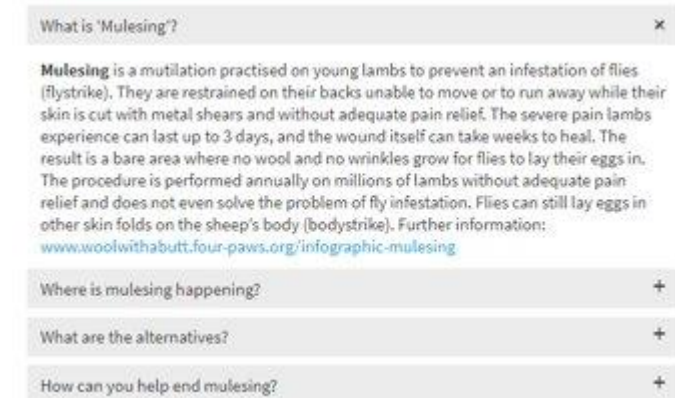 What is 'Mulesing'?
×
Mulesing is a mutilation practised on young lambs to prevent an infestation of flies
(flystrike). They are restrained on their backs unable to move or to run away while their
skin is cut with metal shears and without adequate pain relief. The severe pain lambs
experience can last up to 3 days, and the wound itself can take weeks to heal. The
result is a bare area where no wool and no wrinkles grow for flies to lay their eggs in.
The procedure is performed annually on millions of lambs without adequate pain
relief and does not even solve the problem of fly infestation. Flies can still lay eggs in
other skin folds on the sheep's body (bodystrike). Further information:
www.woolwithabutt.four-paws.org/infographic-mulesing
Where is mulesing happening?
+
What are the alternatives?
+
How can you help end mulesing?
+